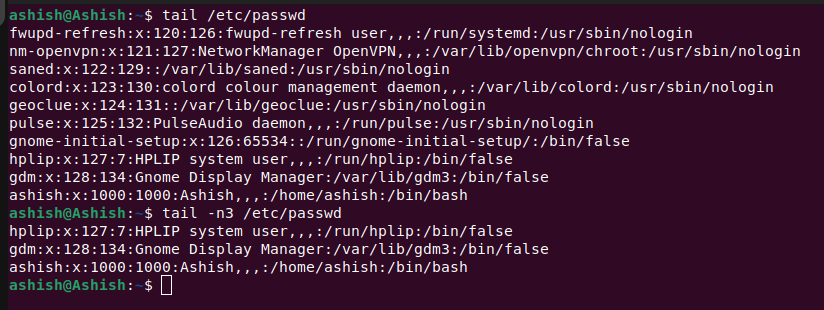 ashish@Ashish:~$ tail /etc/passwd
fwupd-refresh:x:120:126:fwupd-refresh user,,,:/run/systemd:/usr/sbin/nologin
nm-openvpn:x:121:127:NetworkManager OpenVPN,,,:/var/lib/openvpn/chroot:/usr/sbin/nologin
saned:x:122:129::/var/lib/saned:/usr/sbin/nologin
colord:x:123:130:colord colour management daemon,,,:/var/lib/colord:/usr/sbin/nologin
geoclue:x:124:131::/var/lib/geoclue:/usr/sbin/nologin
pulse:x:125:132:PulseAudio daemon,,,:/run/pulse:/usr/sbin/nologin
gnome-initial-setup:x:126:65534::/run/gnome-initial-setup/:/bin/false
hplip:x:127:7:HPLIP system user,,,:/run/hplip:/bin/false
gdm:x:128:134:Gnome Display Manager:/var/lib/gdm3:/bin/false
ashish:x:1000:1000:Ashish,,,:/home/ashish:/bin/bash
ashish@Ashish:~$ tail -n3 /etc/passwd
hplip:x:127:7:HPLIP system user,,,:/run/hplip:/bin/false
gdm:x:128:134:Gnome Display Manager:/var/lib/gdm3:/bin/false
ashish:x:1000:1000:Ashish,,,:/home/ashish:/bin/bash
ashish@Ashish:~$